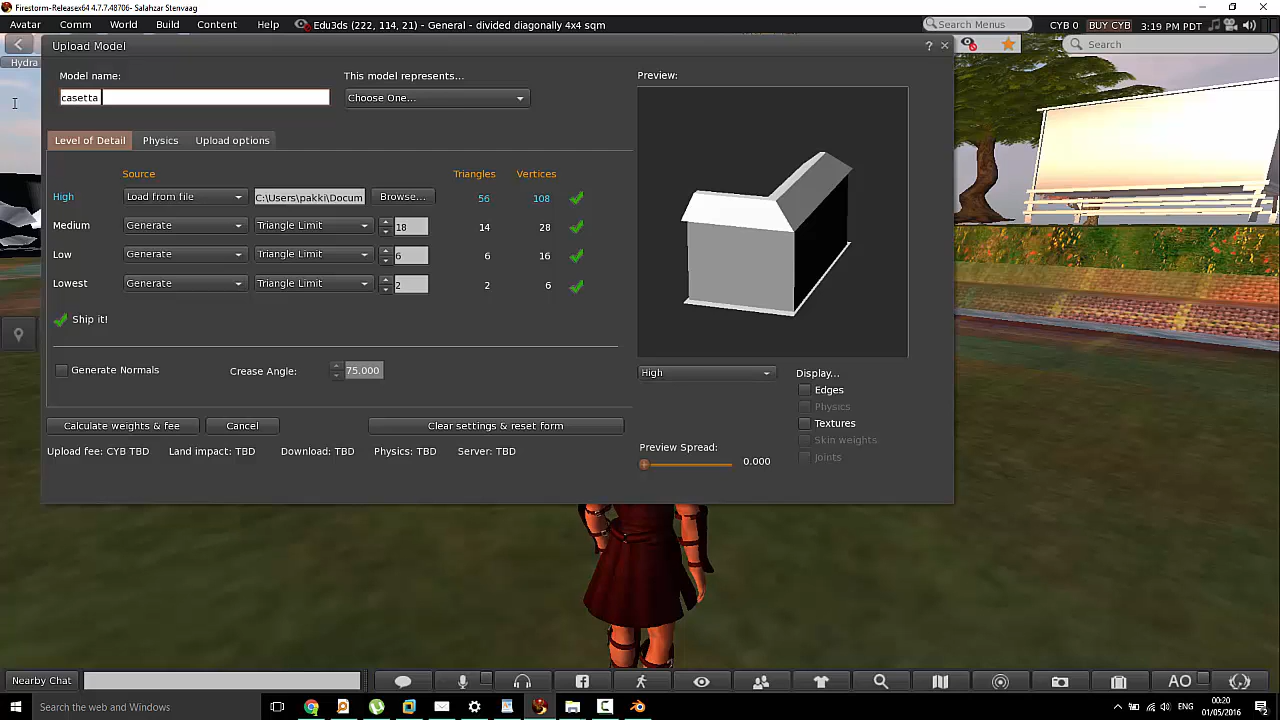 Firestorm-Releasex64 4.7.7.48706- Salahzar Stenvaag
Avatar Comm World Build Content Help Edu3ds (222, 114, 21) - General - divided diagonally 4x4 sqm Search Menus CYB 0 BUY CYB 3:19 PM PDT
Upload Model ? Search
Hydra
Model name: This model represents... Preview:
casetta Choose One...
Level of Detail Physics Upload options
Source Triangles Vertices
High Load from file C:\Users\pakki\Docum Browse... 56 108
Medium Generate Triangle Limit 18 14 28
Low Generate Triangle Limit 6 6 16
Lowest Generate Triangle Limit 2 2 6
Ship it!
Generate Normals Crease Angle: 75.000
High Display...
Edges
Physics
Textures
Skin weights
Joints
Calculate weights & fee Cancel Clear settings & reset form
Upload fee: CYB TBD Land impact: TBD Download: TBD Physics: TBD Server: TBD
Preview Spread:
0.000
Nearby Chat AO
Search the web and Windows
00:20
01/05/2016